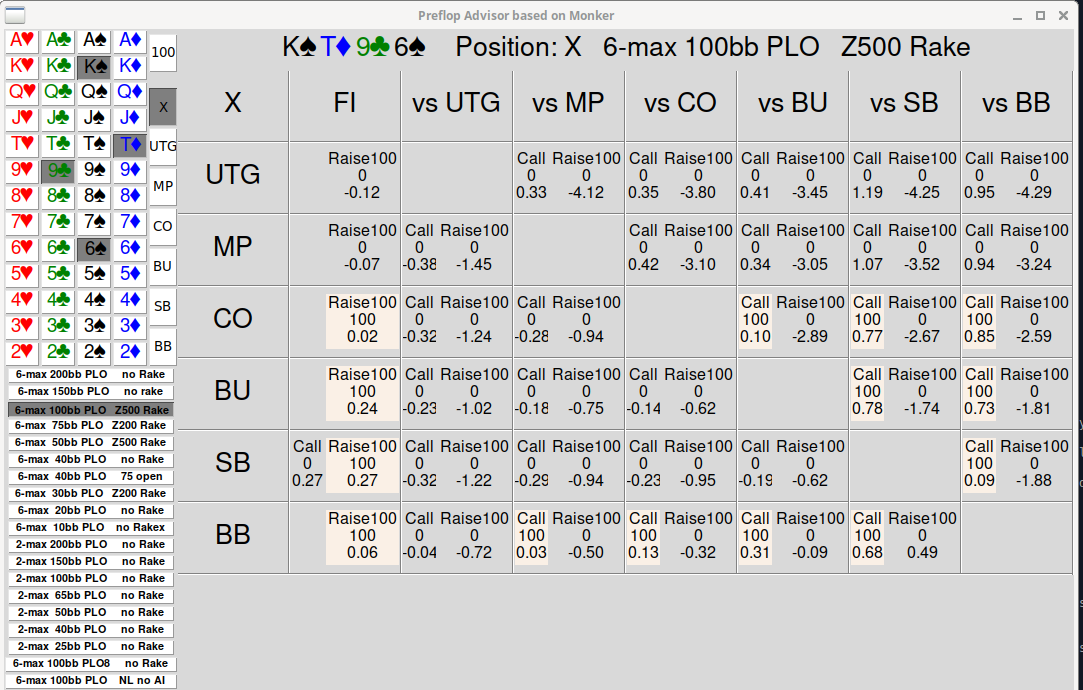 Preflop Advisor based on Monker
A♥ A♣ A♠ A♦ 100
K♥ K♣ K♠ K♦
Q♥ Q♣ Q♠ Q♦
J♥ J♣ J♠ J♦ X
T♥ T♣ T♠ T♦ UTG
9♥ 9♣ 9♠ 9♦
8♥ 8♣ 8♠ 8♦ MP
7♥ 7♣ 7♠ 7♦ CO
6♥ 6♣ 6♠ 6♦
5♥ 5♣ 5♠ 5♦ BU
4♥ 4♣ 4♠ 4♦ SB
3♥ 3♣ 3♠ 3♦
2♥ 2♣ 2♠ 2♦ BB
6-max 200bb PLO no Rake
6-max 150bb PLO no rake
6-max 100bb PLO Z500 Rake
6-max 75bb PLO Z200 Rake
6-max 50bb PLO Z500 Rake
6-max 40bb PLO no Rake
6-max 40bb PLO 75 open
6-max 30bb PLO Z200 Rake
6-max 20bb PLO no Rake
6-max 10bb PLO no Rakex
2-max 200bb PLO no Rake
2-max 150bb PLO no Rake
2-max 100bb PLO no Rake
2-max 65bb PLO no Rake
2-max 50bb PLO no Rake
2-max 40bb PLO no Rake
2-max 25bb PLO no Rake
6-max 100bb PLO8 no Rake
6-max 100bb PLO NL no AI
K♠ T♦ 9♣ 6♠ Position: X 6-max 100bb PLO Z500 Rake
X FI vs UTG vs MP vs CO vs BU vs SB vs BB
Raise100 Call Raise100 Call Raise100 Call Raise100 Call Raise100 Call Raise100
UTG 0 0 0 0 0 0 0 0 0 0 0
-0.12 0.33 -4.12 0.35 -3.80 0.41 -3.45 1.19 -4.25 0.95 -4.29
Raise100 Call Raise100 Call Raise100 Call Raise100 Call Raise100 Call Raise100
MP 0 0 0 0 0 0 0 0 0 0 0
-0.07 -0.38 -1.45 0.42 -3.10 0.34 -3.05 1.07 -3.52 0.94 -3.24
Raise100 Call Raise100 Call Raise100 Call Raise100 Call Raise100 Call Raise100
CO 100 0 0 0 0 100 0 100 0 100 0
0.02 -0.32 -1.24 -0.28 -0.94 0.10 -2.89 0.77 -2.67 0.85 -2.59
Raise100 Call Raise100 Call Raise100 Call Raise100 Call Raise100 Call Raise100
BU 100 0 0 0 0 0 0 100 0 100 0
0.24 -0.23 -1.02 -0.18 -0.75 -0.14 -0.62 0.78 -1.74 0.73 -1.81
Call Raise100 Call Raise100 Call Raise100 Call Raise100 Call Raise100 Call Raise100
SB 0 100 0 0 0 0 0 0 0 0 100 0
0.27 0.27 -0.32 -1.22 -0.29 -0.94 -0.23 -0.95 -0.19 -0.62 0.09 -1.88
Raise100 Call Raise100 Call Raise100 Call Raise100 Call Raise100 Call Raise100
BB 100 0 0 100 0 100 0 100 0 100 0
0.06 -0.04 -0.72 0.03 -0.50 0.13 -0.32 0.31 -0.09 0.68 0.49